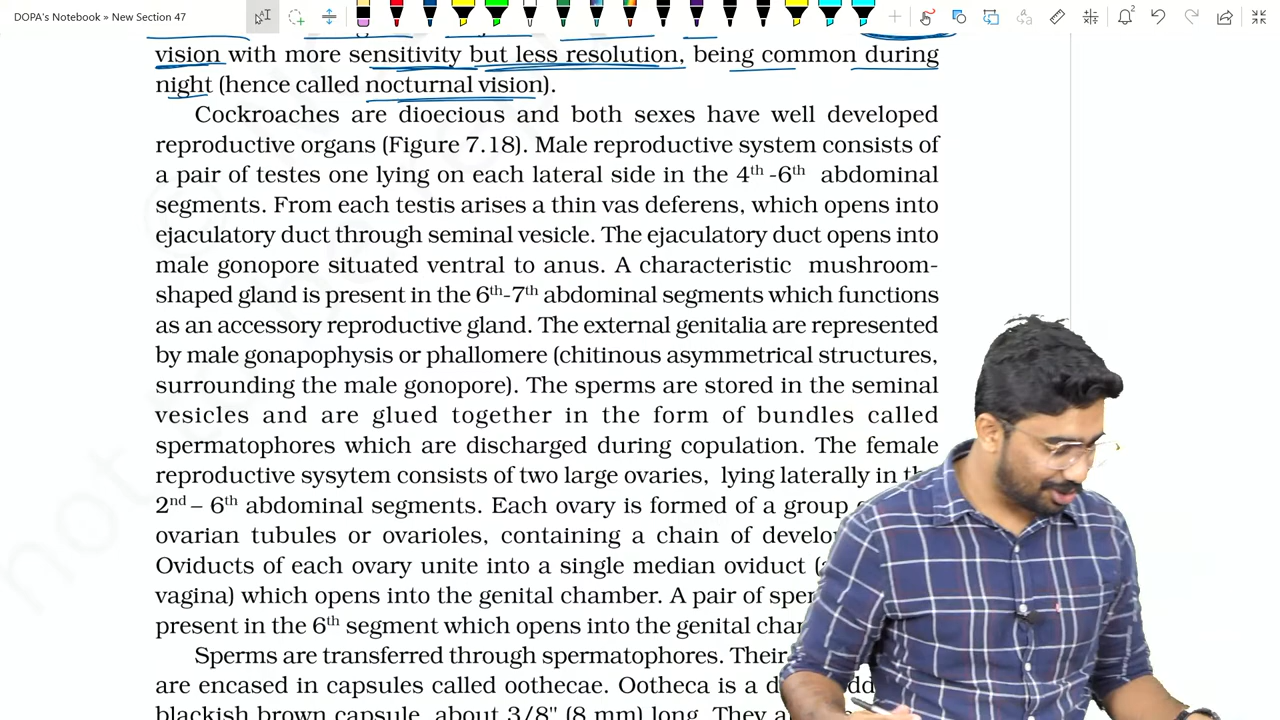 DOPA's Notebook » New Section 47
vision with more sensitivity but less resolution, being common during
night (hence called nocturnal vision).
Cockroaches are dioecious and both sexes have well developed
reproductive organs (Figure 7.18). Male reproductive system consists of
a pair of testes one lying on each lateral side in the 4th -6th abdominal
segments. From each testis arises a thin vas deferens, which opens into
ejaculatory duct through seminal vesicle. The ejaculatory duct opens into
male gonopore situated ventral to anus. A characteristic mushroom-
shaped gland is present in the 6th-7th abdominal segments which functions
as an accessory reproductive gland. The external genitalia are represented
by male gonapophysis or phallomere (chitinous asymmetrical structures,
surrounding the male gonopore). The sperms are stored in the seminal
vesicles and are glued together in the form of bundles called
spermatophores which are discharged during copulation. The female
reproductive sysytem consists of two large ovaries, lying laterally in
2nd – 6th abdominal segments. Each ovary is formed of a group
ovarian tubules or ovarioles, containing a chain of
Oviducts of each ovary unite into a single median oviduct
vagina) which opens into the genital chamber. A pair of
present in the 6th segment which opens into the genital
Sperms are transferred through spermatophores. Their
are encased in capsules called oothecae. Ootheca is a
blackish brown capsule, about 3/8" (8 mm) long. They
not